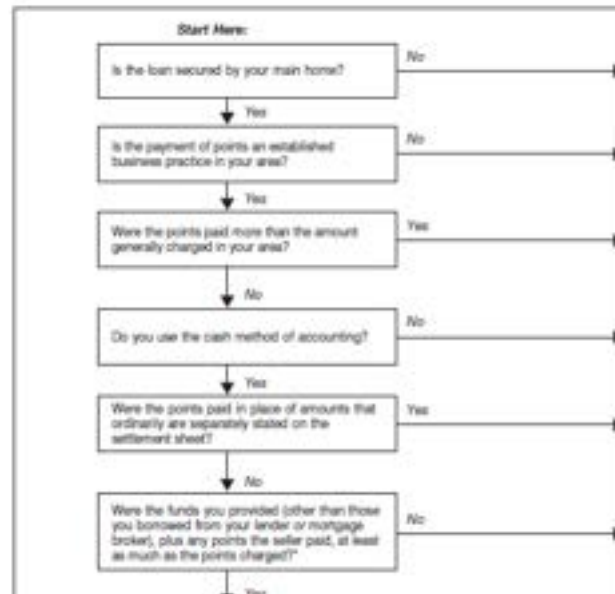 Start Here:
Is the loan secured by your main home?
No
Yes
Is the payment of points an established
business practice in your area?
No
Yes
Were the points paid more than the amount
generally charged in your area?
Yes
No
Do you use the cash method of accounting?
No
Yes
Were the points paid in place of amounts that
ordinarily are separately stated on the
settlement sheet?
Yes
No
Were the funds you provided (other than those
you borrowed from your lender or mortgage
broker), plus any points the seller paid, at least
as much as the points charged?*
No
Yes